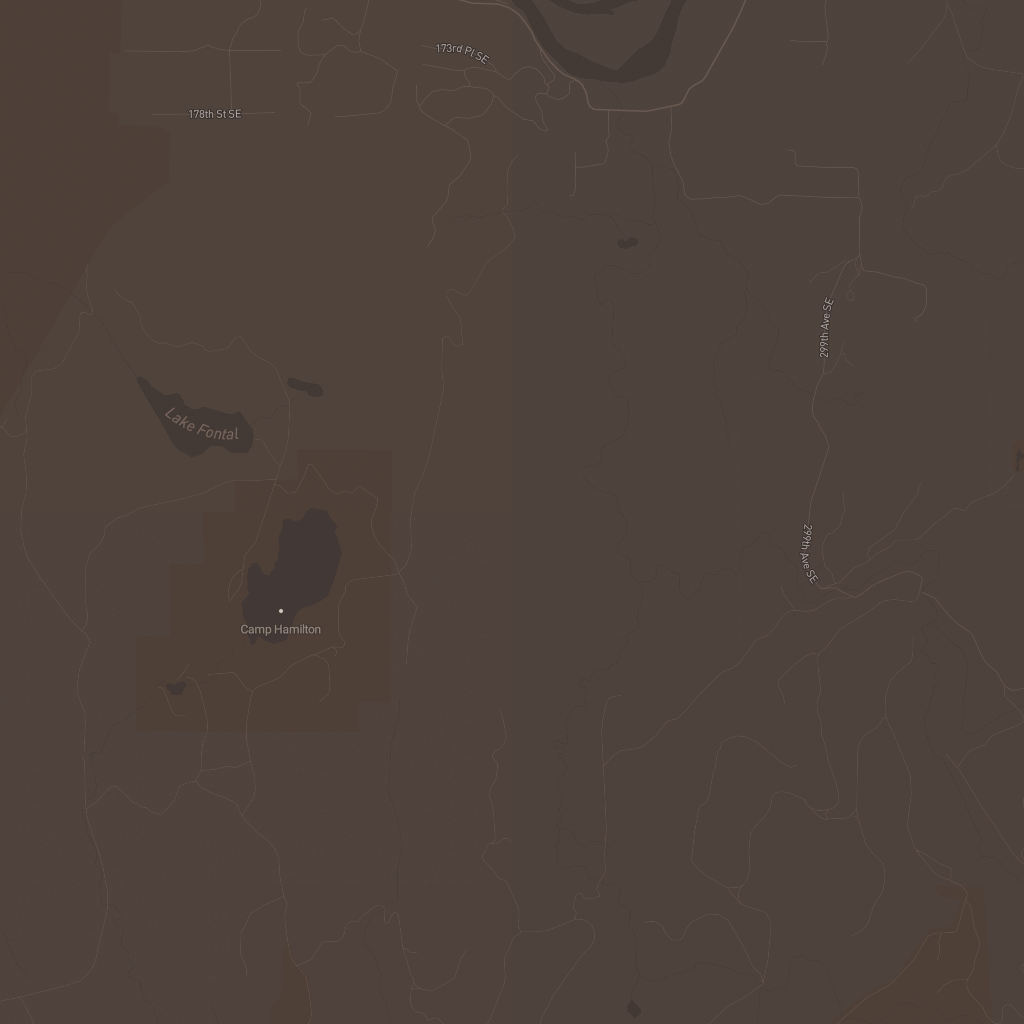 173rd Pl SE
178th St SE
299th Ave SE
Lake Fontal
299th Ave SE
Camp Hamilton